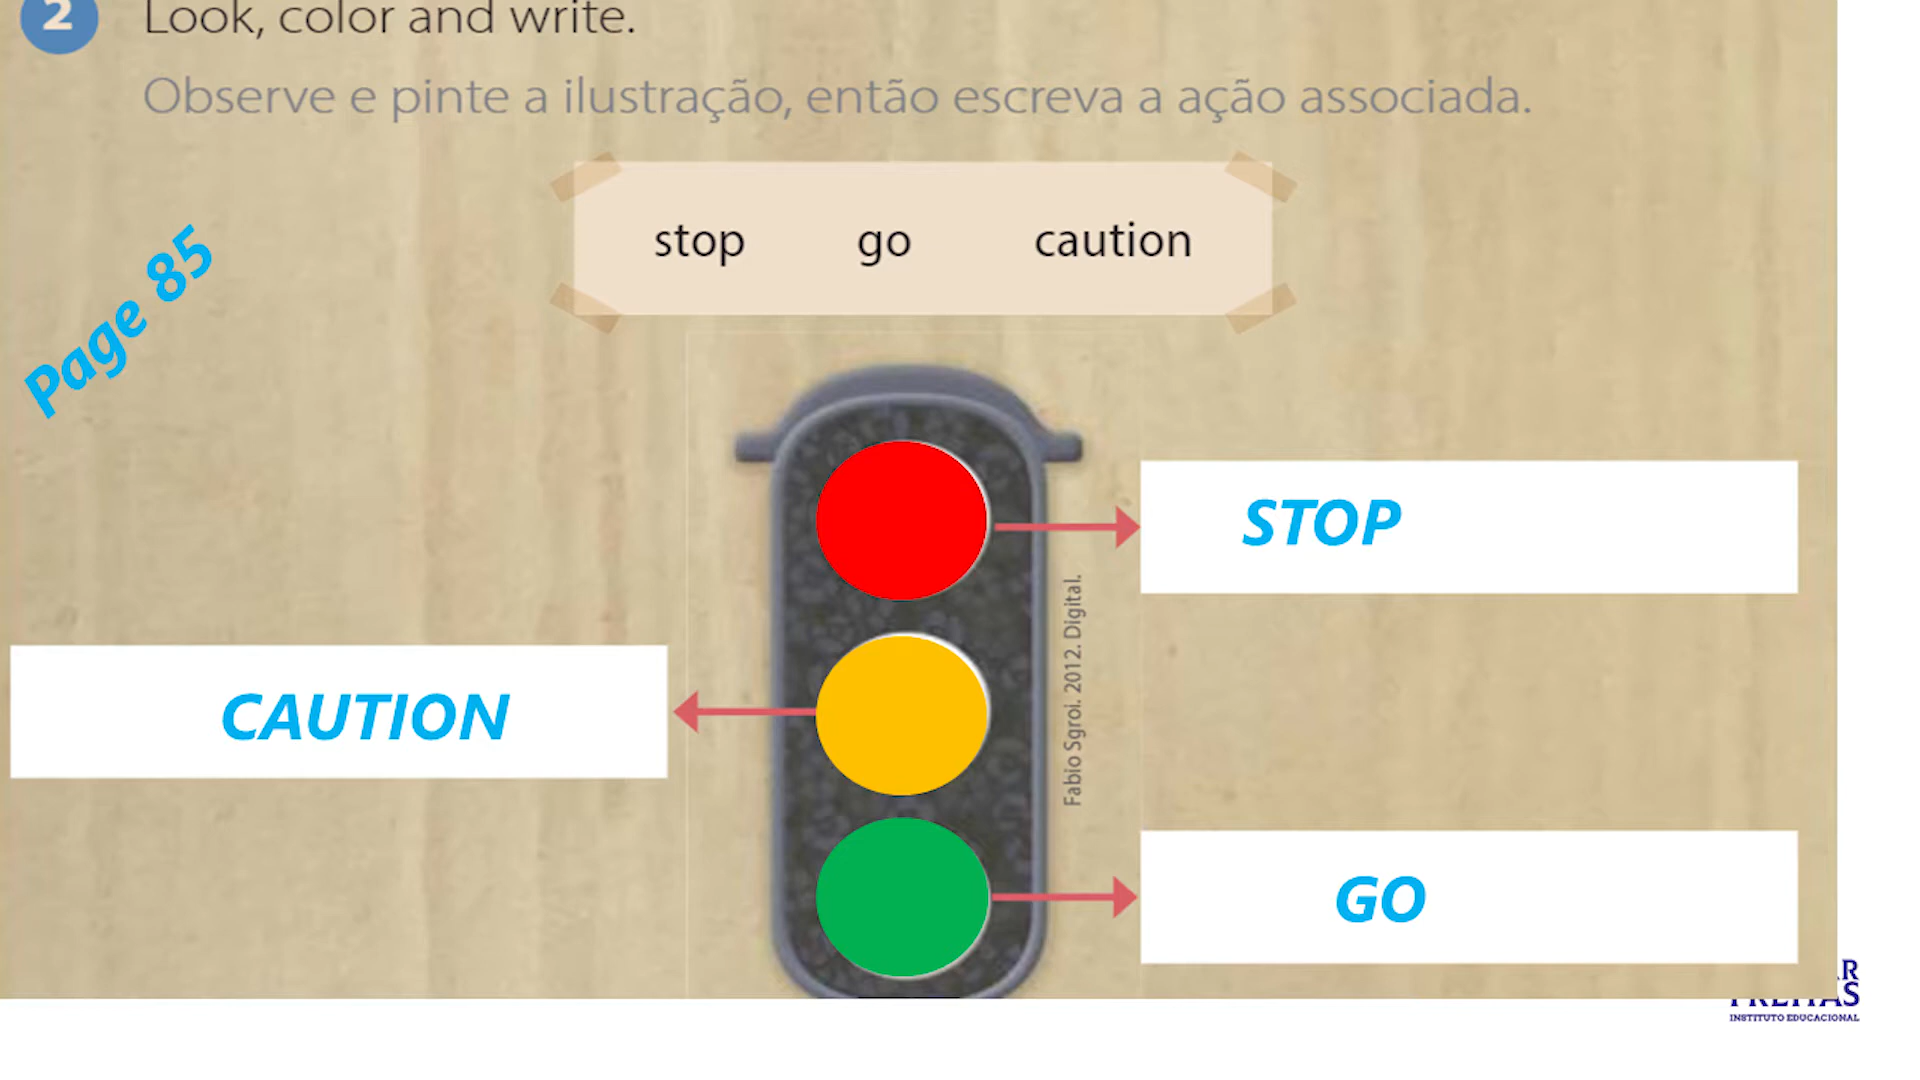 2 Look, color and write.
Observe e pinte a ilustração, então escreva a ação associada.
stop go caution
Page 85
STOP
CAUTION
Fabio Sgroi. 2012. Digital.
GO
INSTITUTO EDUCACIONAL